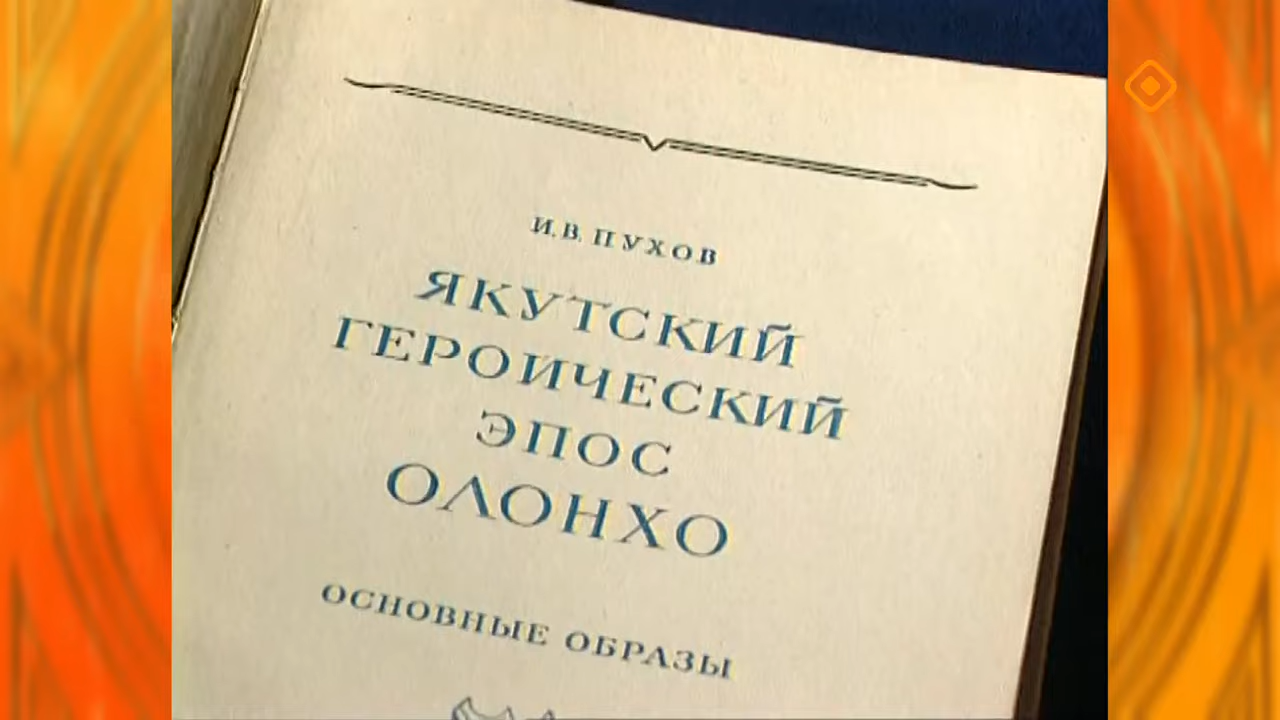 И. В. ПУХОВ
ЯКУТСКИЙ
ГЕРОИЧЕСКИЙ
ЭПОС
ОЛОНХО
ОСНОВНЫЕ ОБРАЗЫ